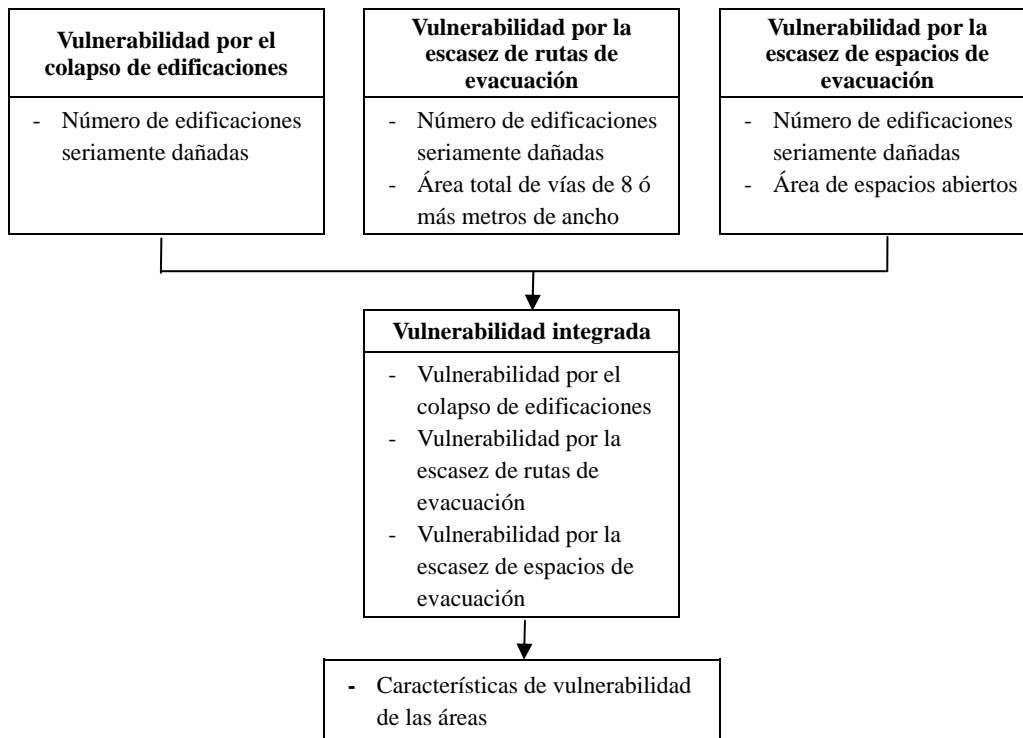 Vulnerabilidad por el
colapso de edificaciones
- Número de edificaciones
seriamente dañadas
Vulnerabilidad por la
escasez de rutas de
evacuación
- Número de edificaciones
seriamente dañadas
- Área total de vías de 8 ó
más metros de ancho
Vulnerabilidad por la
escasez de espacios de
evacuación
- Número de edificaciones
seriamente dañadas
- Área de espacios abiertos
Vulnerabilidad integrada
- Vulnerabilidad por el
colapso de edificaciones
- Vulnerabilidad por la
escasez de rutas de
evacuación
- Vulnerabilidad por la
escasez de espacios de
evacuación
- Características de vulnerabilidad
de las áreas